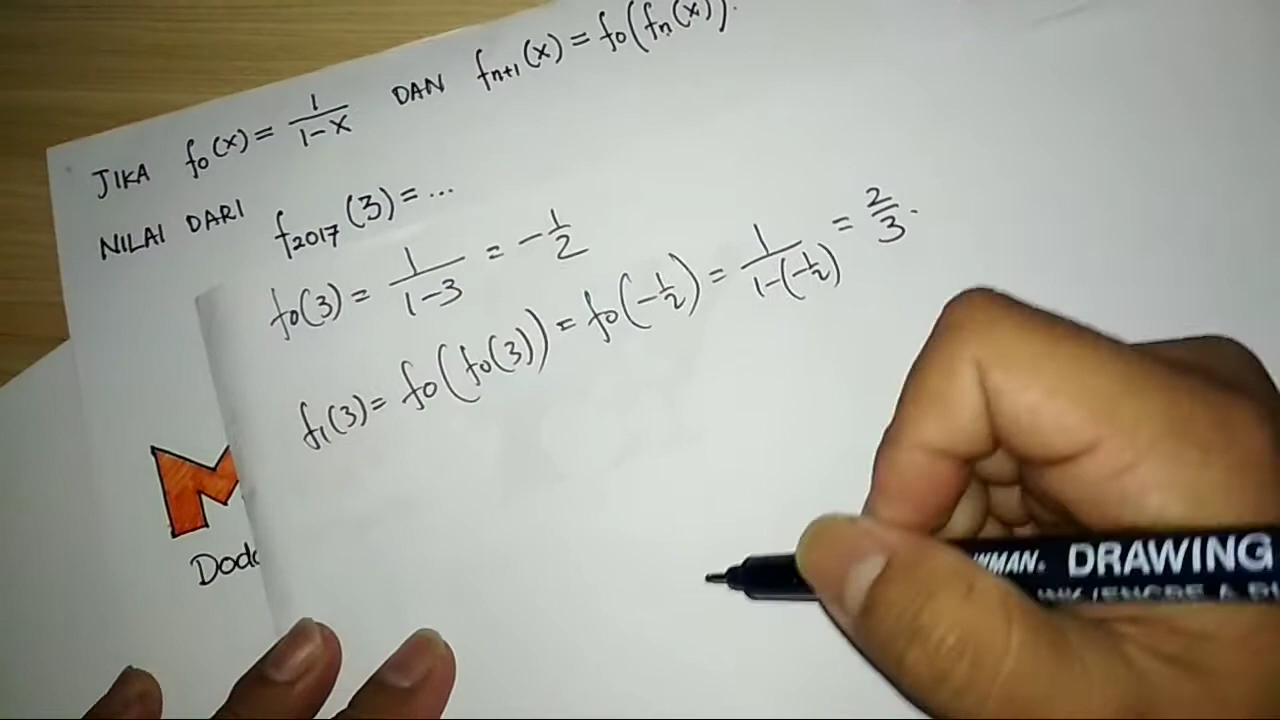 JIKA f₀(x) = 1/(1-x) DAN fₙ₊₁(x) = f₀(fₙ(x)).
NILAI DARI f₂₀₁₇(3) = ...
f₀(3) = 1/(1-3) = -1/2
f₁(3) = f₀(f₀(3)) = f₀(-1/2) = 1/(1-(-1/2)) = 2/3.
M
DRAWING